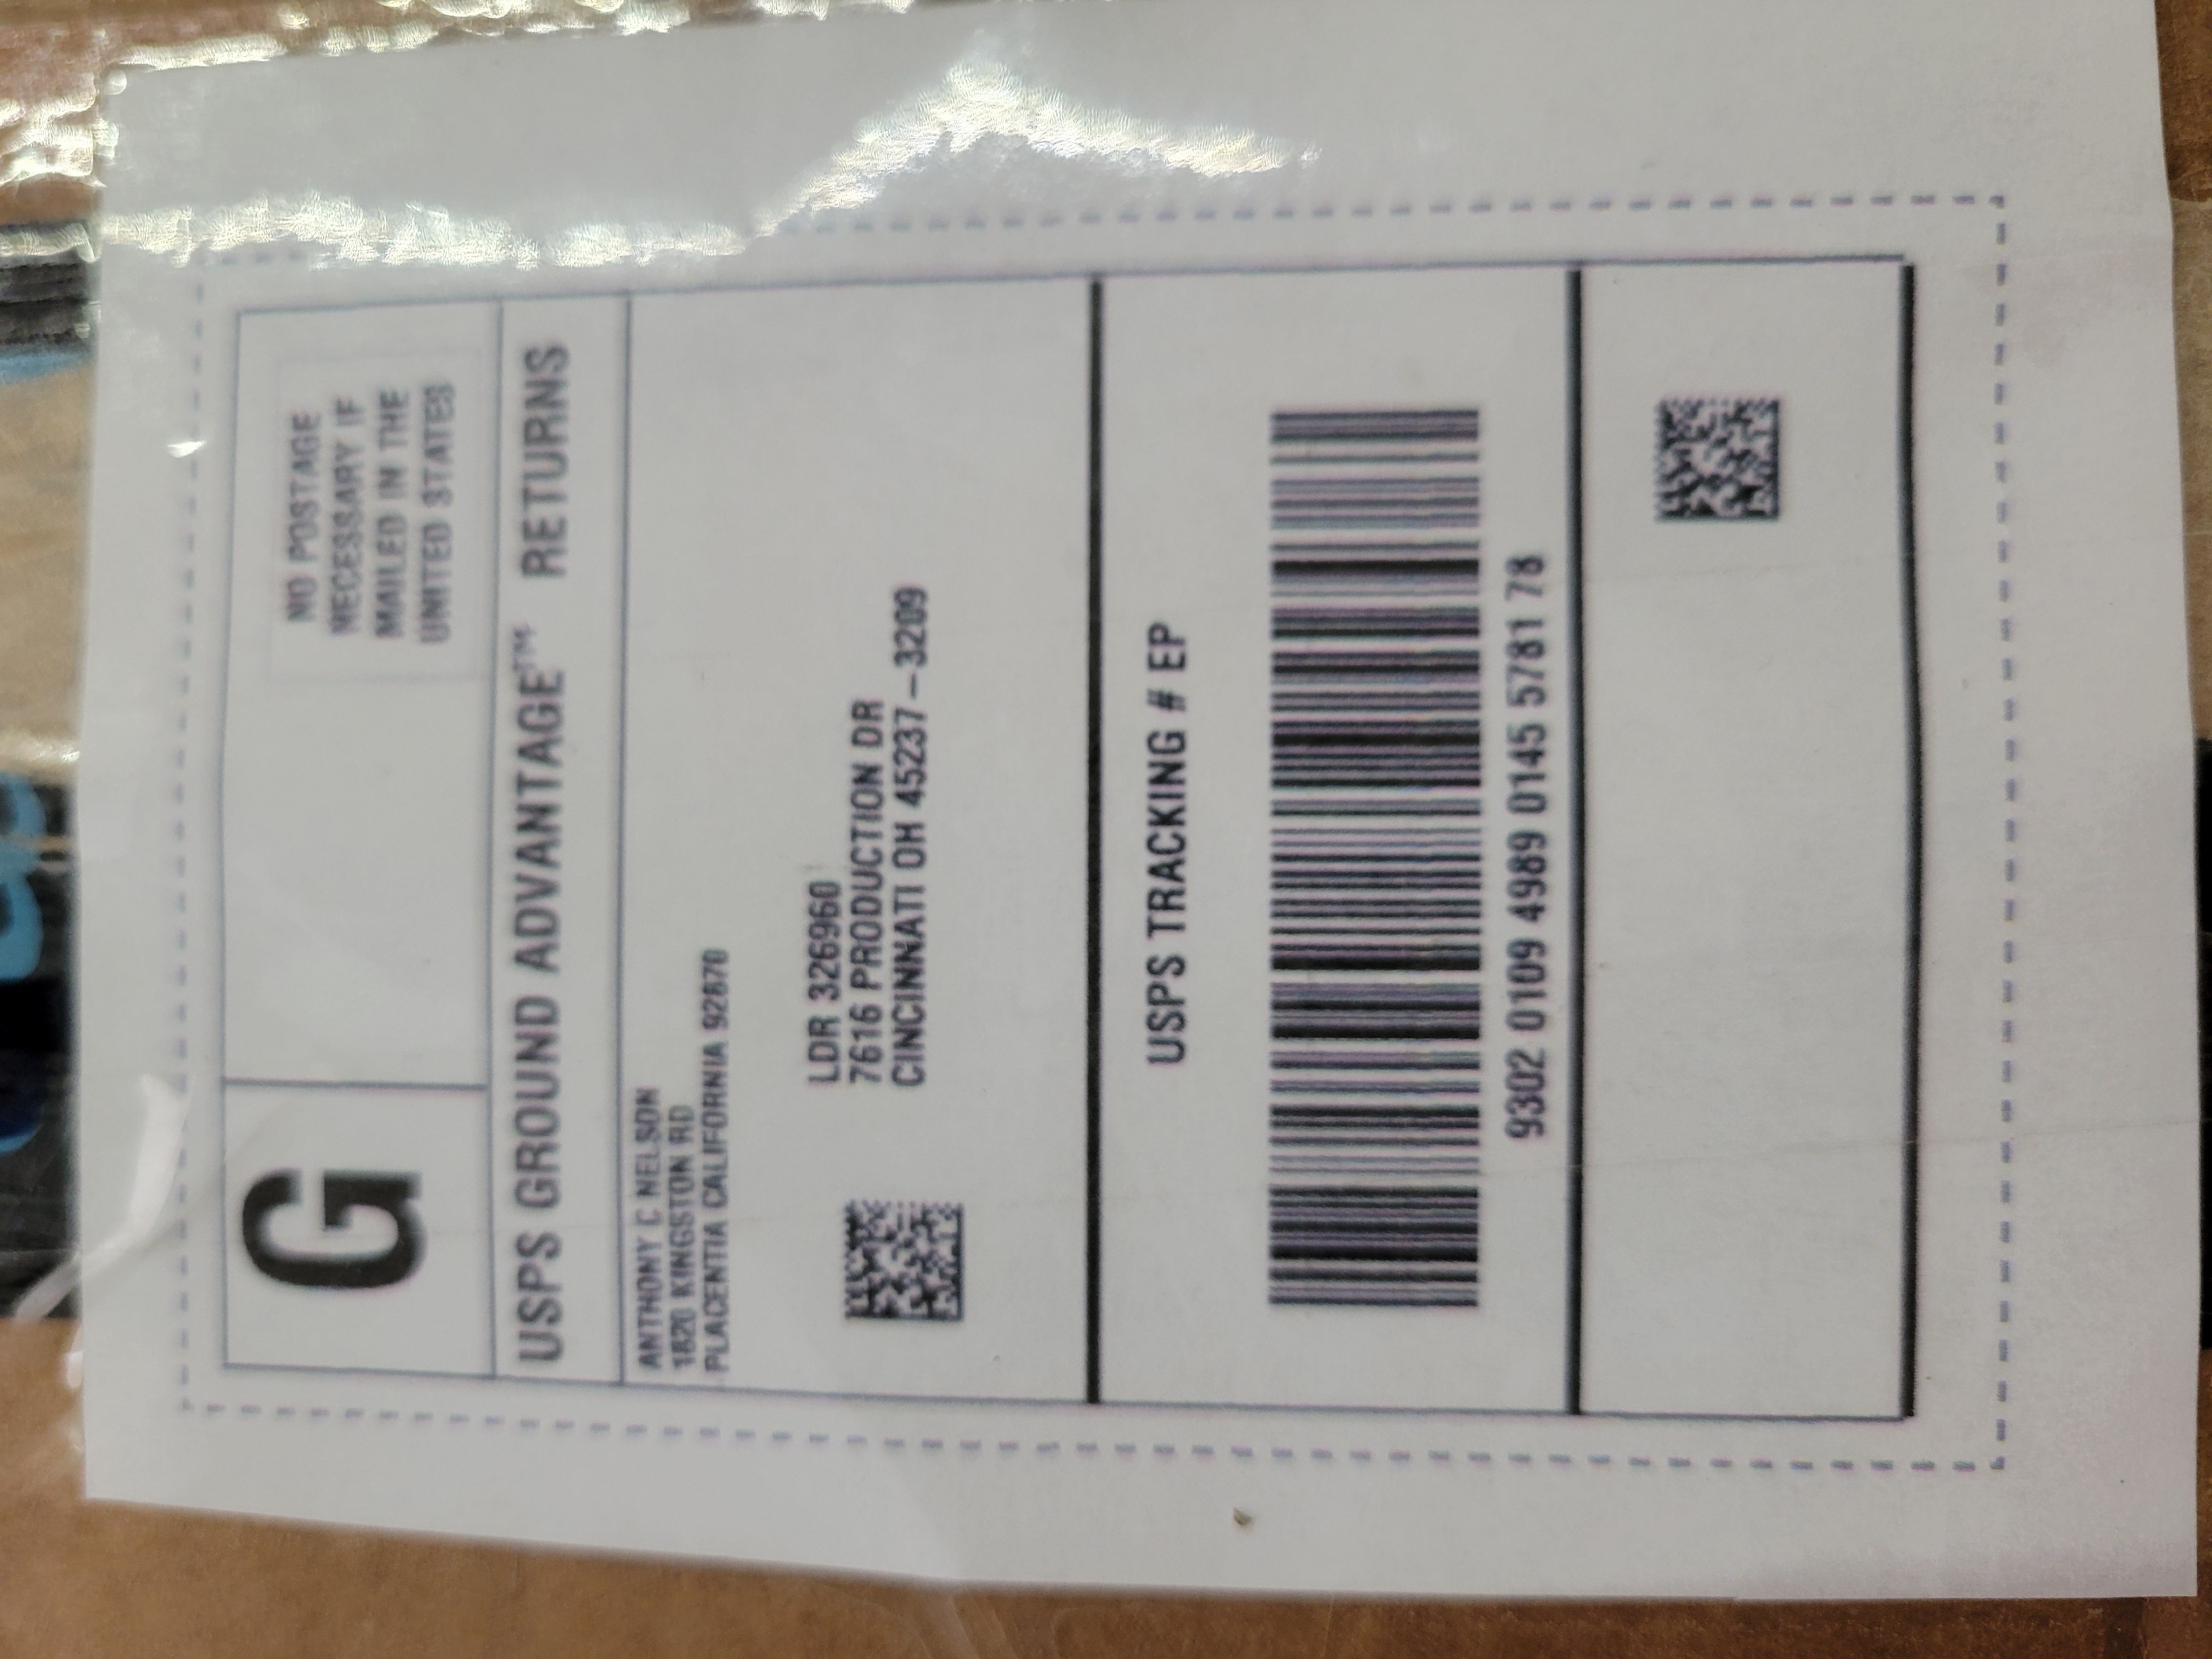 G
NO POSTAGE
NECESSARY IF
MAILED IN THE
UNITED STATES
USPS GROUND ADVANTAGE™ RETURNS
ANTHONY C NELSON
1820 KINGSTON RD
PLACENTIA CALIFORNIA 92870
LDR 326960
7616 PRODUCTION DR
CINCINNATI OH 45237-3209
USPS TRACKING # EP
9302 0109 4989 0145 5781 78